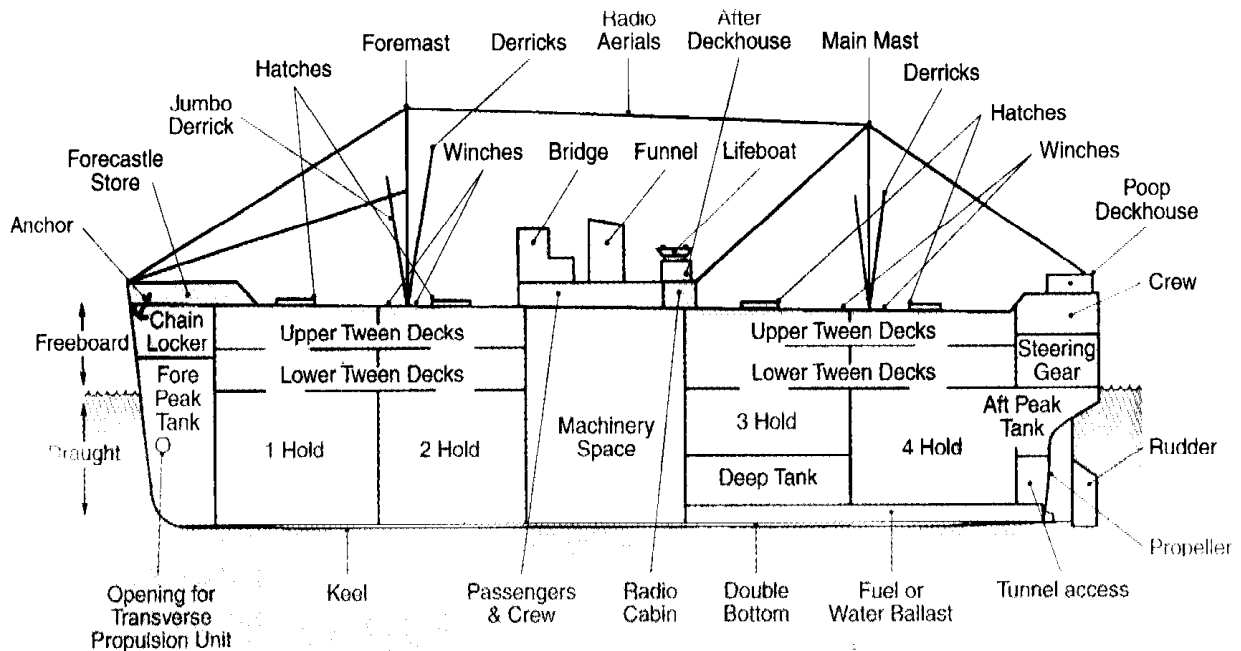 Radio
Aerials
After
Deckhouse
Foremast
Derricks
Main Mast
Hatches
Derricks
Jumbo
Derrick
Hatches
Forecastle
Store
Winches
Bridge
Funnel
Lifeboat
Winches
Poop
Deckhouse
Anchor
Crew
Chain
Locker
Freeboard
Upper Tween Decks
Upper Tween Decks
Steering
Gear
Lower Tween Decks
Lower Tween Decks
Fore
Peak
Tank
Aft Peak
Tank
Draught
1 Hold
2 Hold
Machinery
Space
3 Hold
4 Hold
Deep Tank
Rudder
Propeller
Opening for
Transverse
Propulsion Unit
Keel
Passengers
& Crew
Radio
Cabin
Double
Bottom
Fuel or
Water Ballast
Tunnel access